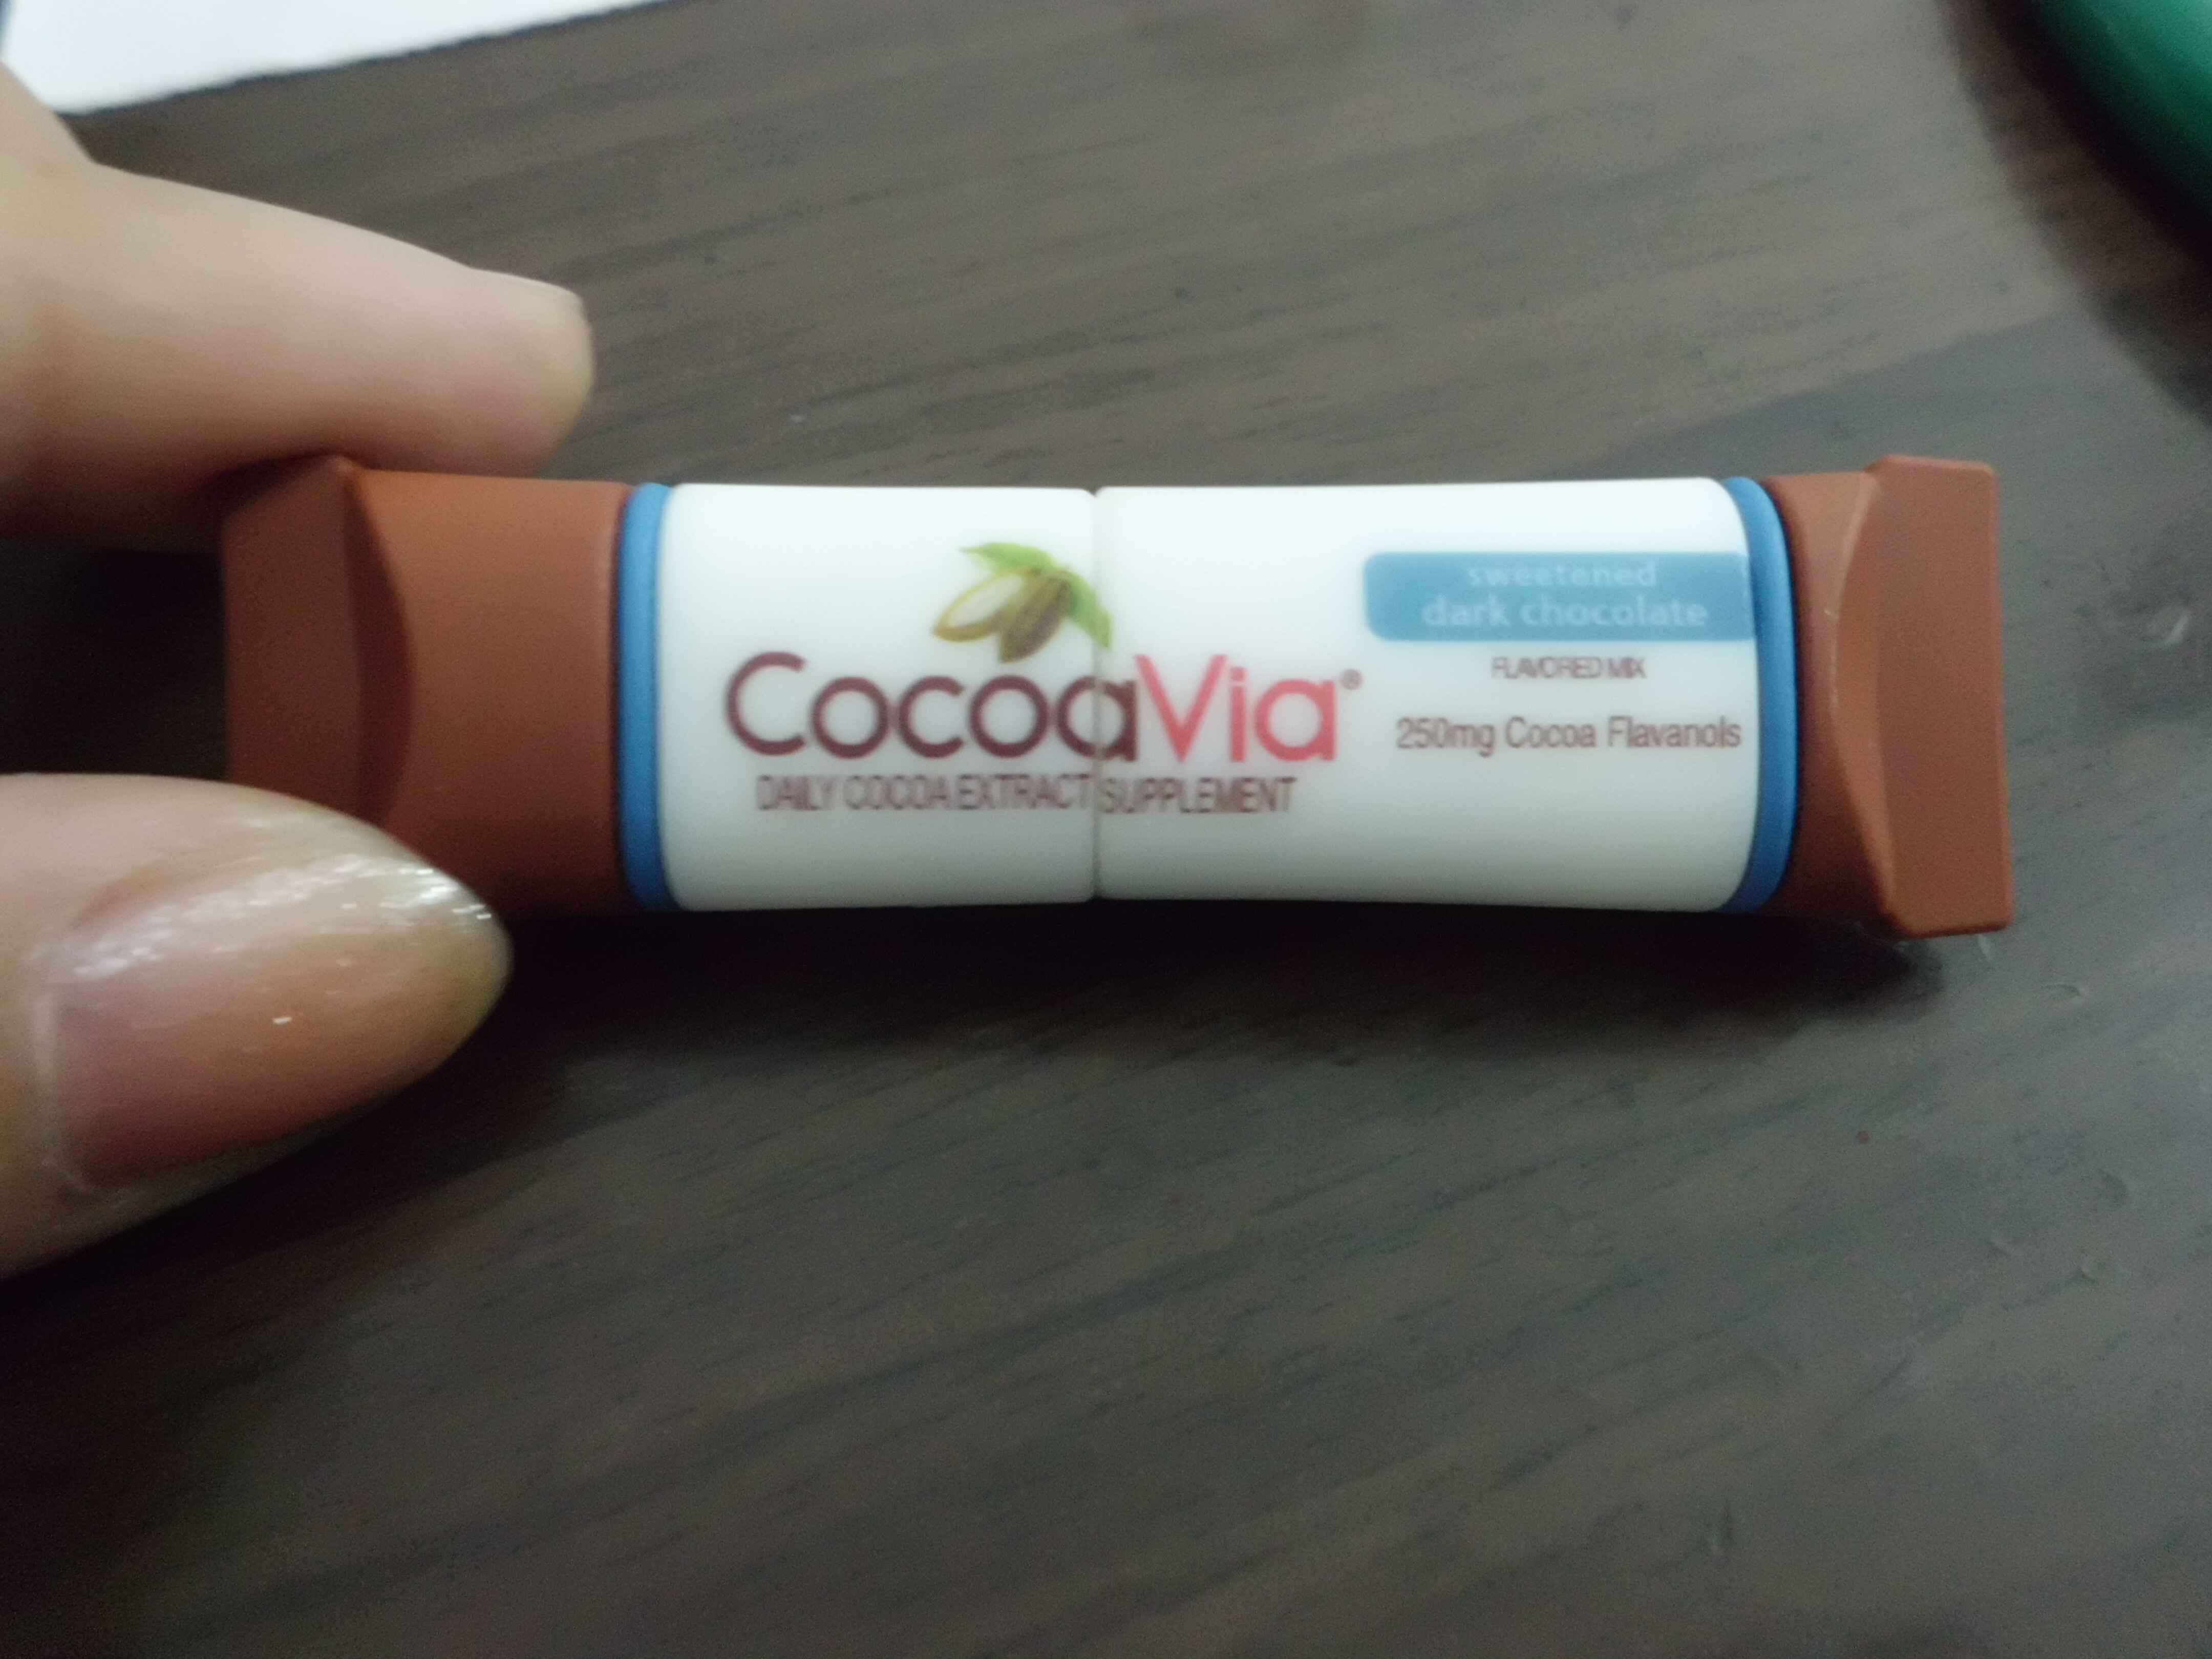 CocoaVia®
DAILY COCOA EXTRACT SUPPLEMENT
sweetened
dark chocolate
FLAVORED MIX
250mg Cocoa Flavanols